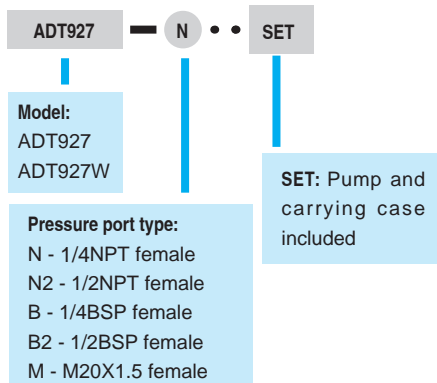 ADT927 — N • • SET
Model:
ADT927
ADT927W
SET: Pump and
carrying case
included
Pressure port type:
N - 1/4NPT female
N2 - 1/2NPT female
B - 1/4BSP female
B2 - 1/2BSP female
M - M20X1.5 female